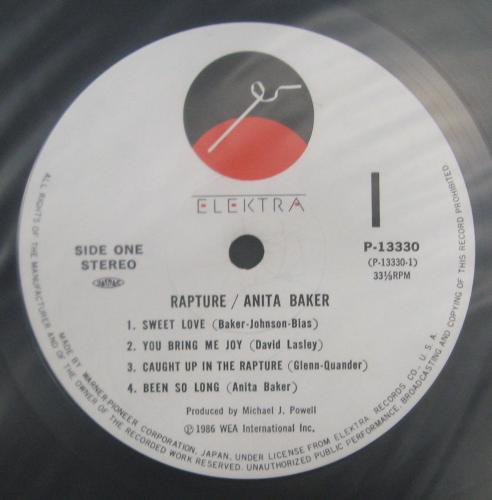 ELEKTRA
SIDE ONE
STEREO
JASRAC
P-13330
(P-13330-1)
33⅓RPM
RAPTURE / ANITA BAKER
1. SWEET LOVE (Baker-Johnson-Bias)
2. YOU BRING ME JOY (David Lasley)
3. CAUGHT UP IN THE RAPTURE (Glenn-Quander)
4. BEEN SO LONG (Anita Baker)
Produced by Michael J. Powell
Ⓟ 1986 WEA International Inc.
MADE BY WARNER-PIONEER CORPORATION, JAPAN, UNDER LICENSE FROM ELEKTRA RECORDS CO., U. S. A.
ALL RIGHTS OF THE MANUFACTURER AND OF THE OWNER OF THE RECORDED WORK RESERVED. UNAUTHORIZED PUBLIC PERFORMANCE, BROADCASTING AND COPYING OF THIS RECORD PROHIBITED